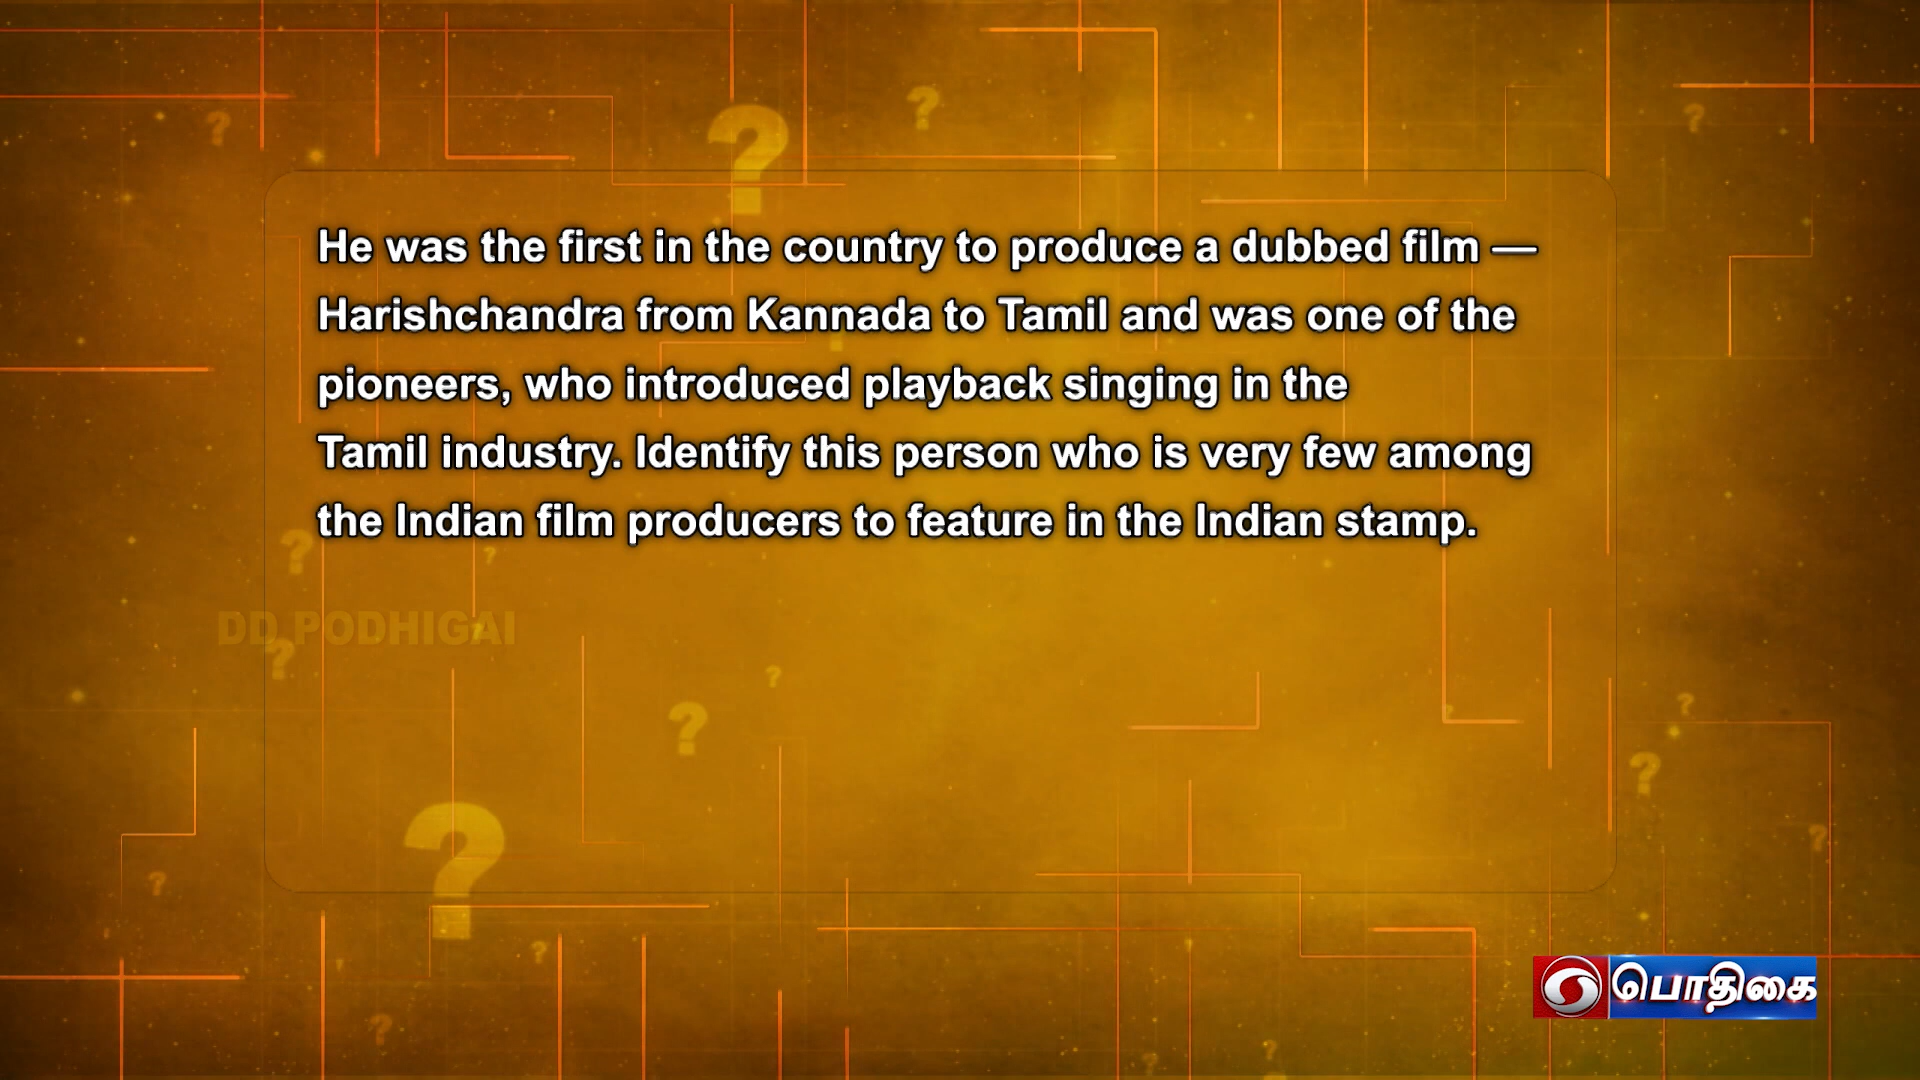 He was the first in the country to produce a dubbed film —
Harishchandra from Kannada to Tamil and was one of the
pioneers, who introduced playback singing in the
Tamil industry. Identify this person who is very few among
the Indian film producers to feature in the Indian stamp.
DD PODHIGAI
பொதிகை